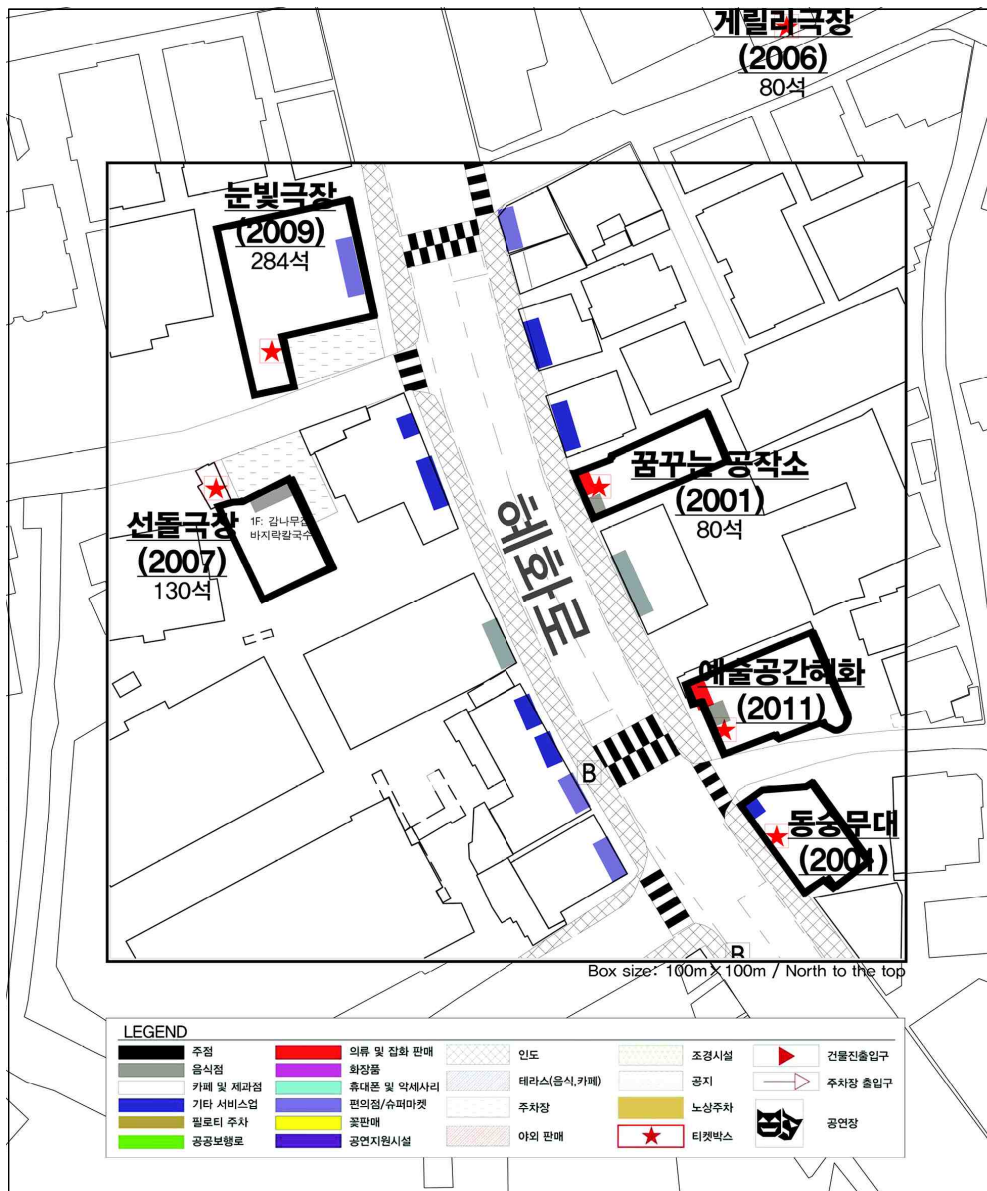 게릴라극장
(2006)
80석
눈빛극장
(2009)
284석
꿈꾸는 공작소
(2001)
80석
선돌극장
(2007)
130석
1F: 감나무집
바지락칼국수
혜화로
예술공간혜화
(2011)
B
동숭무대
(2001)
B
Box size: 100m×100m / North to the top
LEGEND
주점
음식점
카페 및 제과점
기타 서비스업
필로티 주차
공공보행로
의류 및 잡화 판매
화장품
휴대폰 및 악세사리
편의점/슈퍼마켓
꽃판매
공연지원시설
인도
테라스(음식,카페)
주차장
야외 판매
조경시설
공지
노상주차
티켓박스
건물진출입구
주차장 출입구
공연장